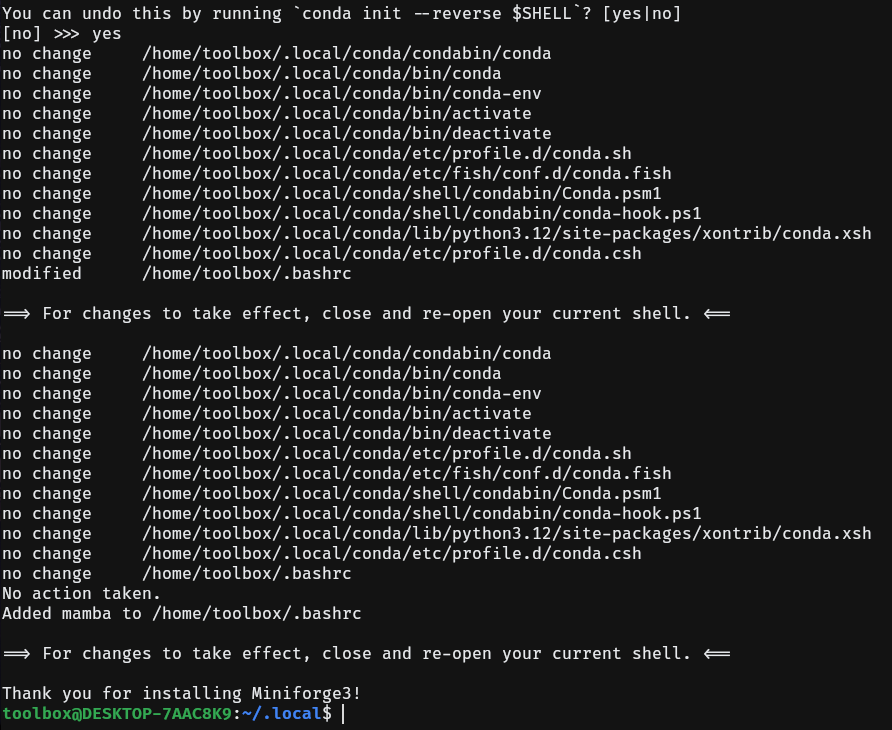 You can undo this by running `conda init --reverse $SHELL`? [yes|no]
[no] >>> yes
no change     /home/toolbox/.local/conda/condabin/conda
no change     /home/toolbox/.local/conda/bin/conda
no change     /home/toolbox/.local/conda/bin/conda-env
no change     /home/toolbox/.local/conda/bin/activate
no change     /home/toolbox/.local/conda/bin/deactivate
no change     /home/toolbox/.local/conda/etc/profile.d/conda.sh
no change     /home/toolbox/.local/conda/etc/fish/conf.d/conda.fish
no change     /home/toolbox/.local/conda/shell/condabin/Conda.psm1
no change     /home/toolbox/.local/conda/shell/condabin/conda-hook.ps1
no change     /home/toolbox/.local/conda/lib/python3.12/site-packages/xontrib/conda.xsh
no change     /home/toolbox/.local/conda/etc/profile.d/conda.csh
modified      /home/toolbox/.bashrc
==> For changes to take effect, close and re-open your current shell. <==
no change     /home/toolbox/.local/conda/condabin/conda
no change     /home/toolbox/.local/conda/bin/conda
no change     /home/toolbox/.local/conda/bin/conda-env
no change     /home/toolbox/.local/conda/bin/activate
no change     /home/toolbox/.local/conda/bin/deactivate
no change     /home/toolbox/.local/conda/etc/profile.d/conda.sh
no change     /home/toolbox/.local/conda/etc/fish/conf.d/conda.fish
no change     /home/toolbox/.local/conda/shell/condabin/Conda.psm1
no change     /home/toolbox/.local/conda/shell/condabin/conda-hook.ps1
no change     /home/toolbox/.local/conda/lib/python3.12/site-packages/xontrib/conda.xsh
no change     /home/toolbox/.local/conda/etc/profile.d/conda.csh
no change     /home/toolbox/.bashrc
No action taken.
Added mamba to /home/toolbox/.bashrc
==> For changes to take effect, close and re-open your current shell. <==
Thank you for installing Miniforge3!
toolbox@DESKTOP-7AAC8K9:~/.local$